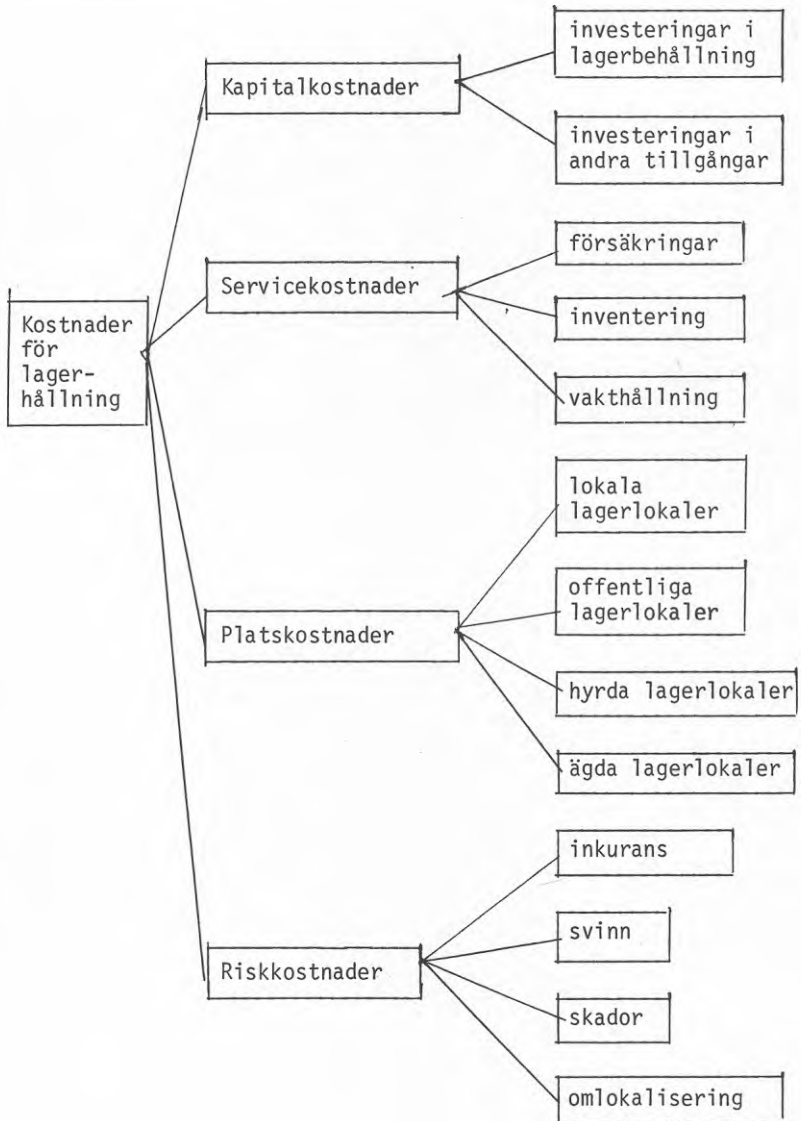 Kostnader
för
lager-
hållning
Kapitalkostnader
investeringar i
lagerbehållning
investeringar i
andra tillgångar
Servicekostnader
försäkringar
inventering
vakthållning
Platskostnader
lokala
lagerlokaler
offentliga
lagerlokaler
hyrda lagerlokaler
ägda lagerlokaler
Riskkostnader
inkurans
svinn
skador
omlokalisering